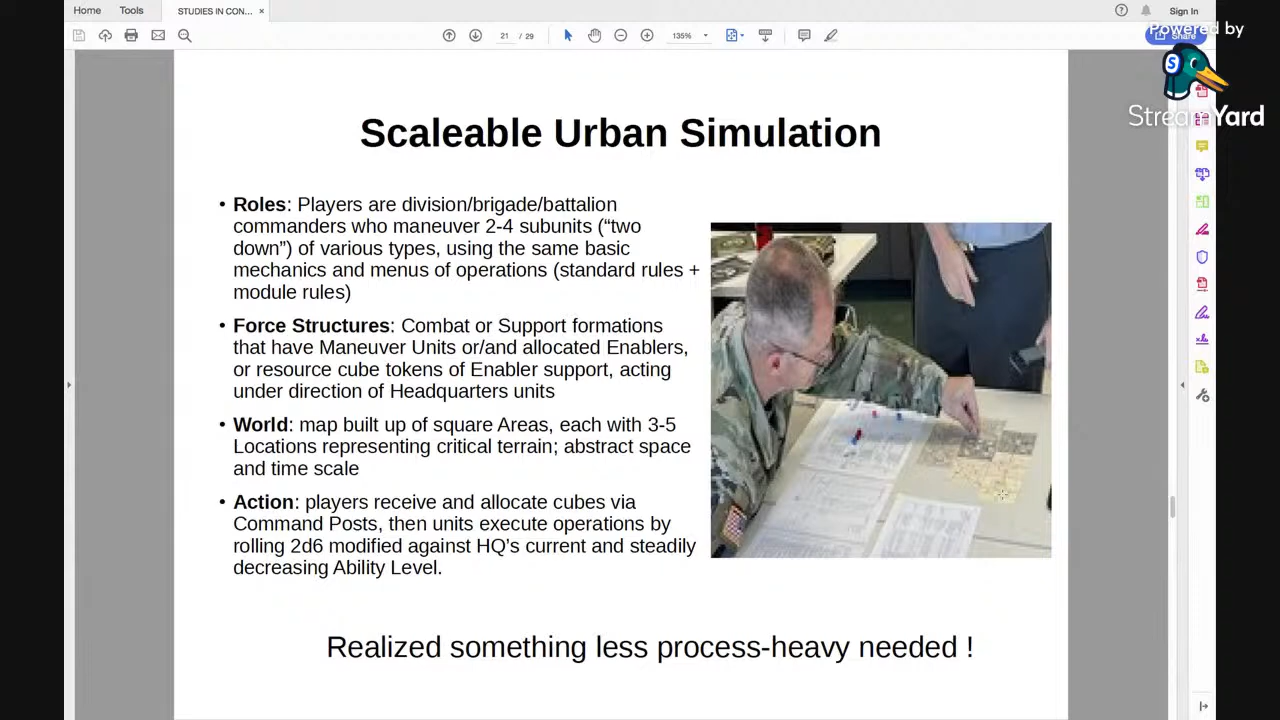 Home Tools STUDIES IN CON... × Sign In
21 / 29 135% Share
Powered by
StreamYard
Scaleable Urban Simulation
• Roles: Players are division/brigade/battalion
commanders who maneuver 2-4 subunits (“two
down”) of various types, using the same basic
mechanics and menus of operations (standard rules +
module rules)
• Force Structures: Combat or Support formations
that have Maneuver Units or/and allocated Enablers,
or resource cube tokens of Enabler support, acting
under direction of Headquarters units
• World: map built up of square Areas, each with 3-5
Locations representing critical terrain; abstract space
and time scale
• Action: players receive and allocate cubes via
Command Posts, then units execute operations by
rolling 2d6 modified against HQ’s current and steadily
decreasing Ability Level.
Realized something less process-heavy needed !